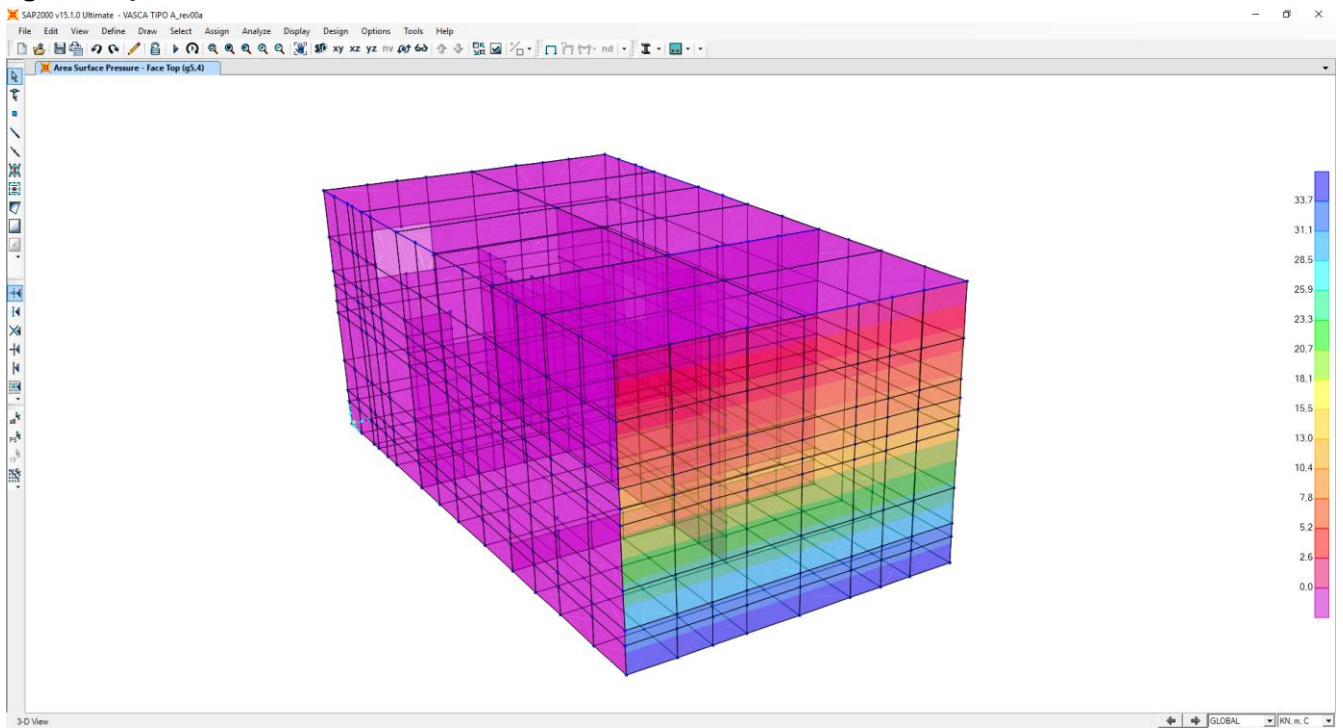 SAP2000 v15.1.0 Ultimate - VASCA TIPO A_rev00a
File Edit View Define Draw Select Assign Analyze Display Design Options Tools Help
3D xy xz yz nv nd
Area Surface Pressure - Face Top (g5,4)
33.7
31.1
28.5
25.9
23.3
20.7
18.1
15.5
13.0
10.4
7.8
5.2
2.6
0.0
all
PS
3-D View
GLOBAL
KN, m, C